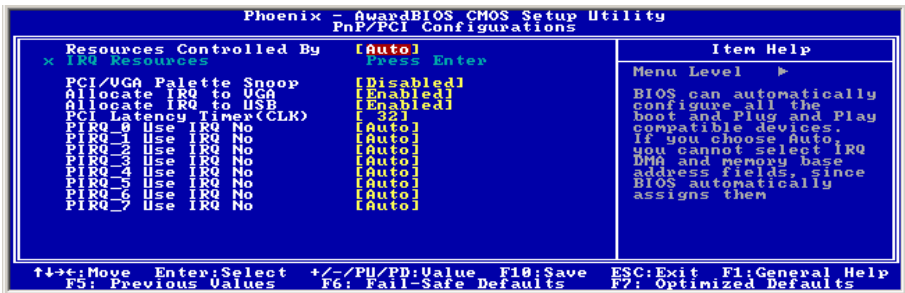 Phoenix - AwardBIOS CMOS Setup Utility
PnP/PCI Configurations
Resources Controlled By [Auto]
x IRQ Resources Press Enter
PCI/VGA Palette Snoop [Disabled]
Allocate IRQ to VGA [Enabled]
Allocate IRQ to USB [Enabled]
PCI Latency Timer(CLK) [ 32]
PIRQ_0 Use IRQ No [Auto]
PIRQ_1 Use IRQ No [Auto]
PIRQ_2 Use IRQ No [Auto]
PIRQ_3 Use IRQ No [Auto]
PIRQ_4 Use IRQ No [Auto]
PIRQ_5 Use IRQ No [Auto]
PIRQ_6 Use IRQ No [Auto]
PIRQ_7 Use IRQ No [Auto]
Item Help
Menu Level ►
BIOS can automatically
configure all the
boot and Plug and Play
compatible devices.
If you choose Auto,
you cannot select IRQ
DMA and memory base
address fields, since
BIOS automatically
assigns them
↑↓→←:Move Enter:Select +/-/PU/PD:Value F10:Save ESC:Exit F1:General Help
F5: Previous Values F6: Fail-Safe Defaults F7: Optimized Defaults